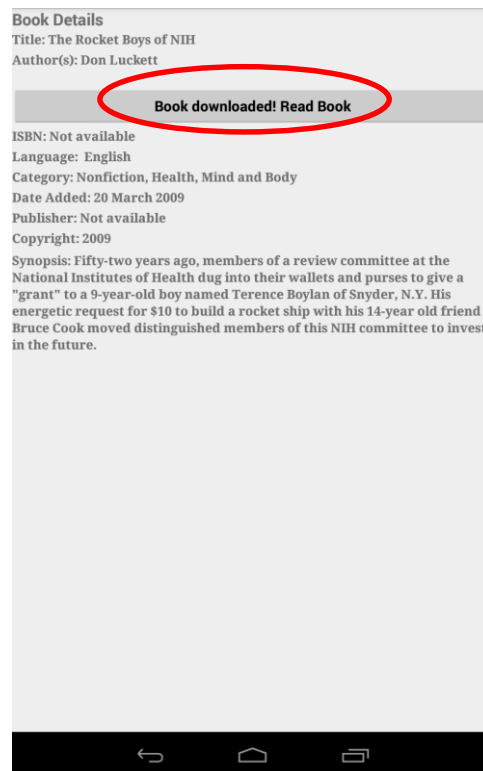 Book Details
Title: The Rocket Boys of NIH
Author(s): Don Luckett
Book downloaded! Read Book
ISBN: Not available
Language: English
Category: Nonfiction, Health, Mind and Body
Date Added: 20 March 2009
Publisher: Not available
Copyright: 2009
Synopsis: Fifty-two years ago, members of a review committee at the
National Institutes of Health dug into their wallets and purses to give a
"grant" to a 9-year-old boy named Terence Boylan of Snyder, N.Y. His
energetic request for $10 to build a rocket ship with his 14-year old friend
Bruce Cook moved distinguished members of this NIH committee to invest
in the future.